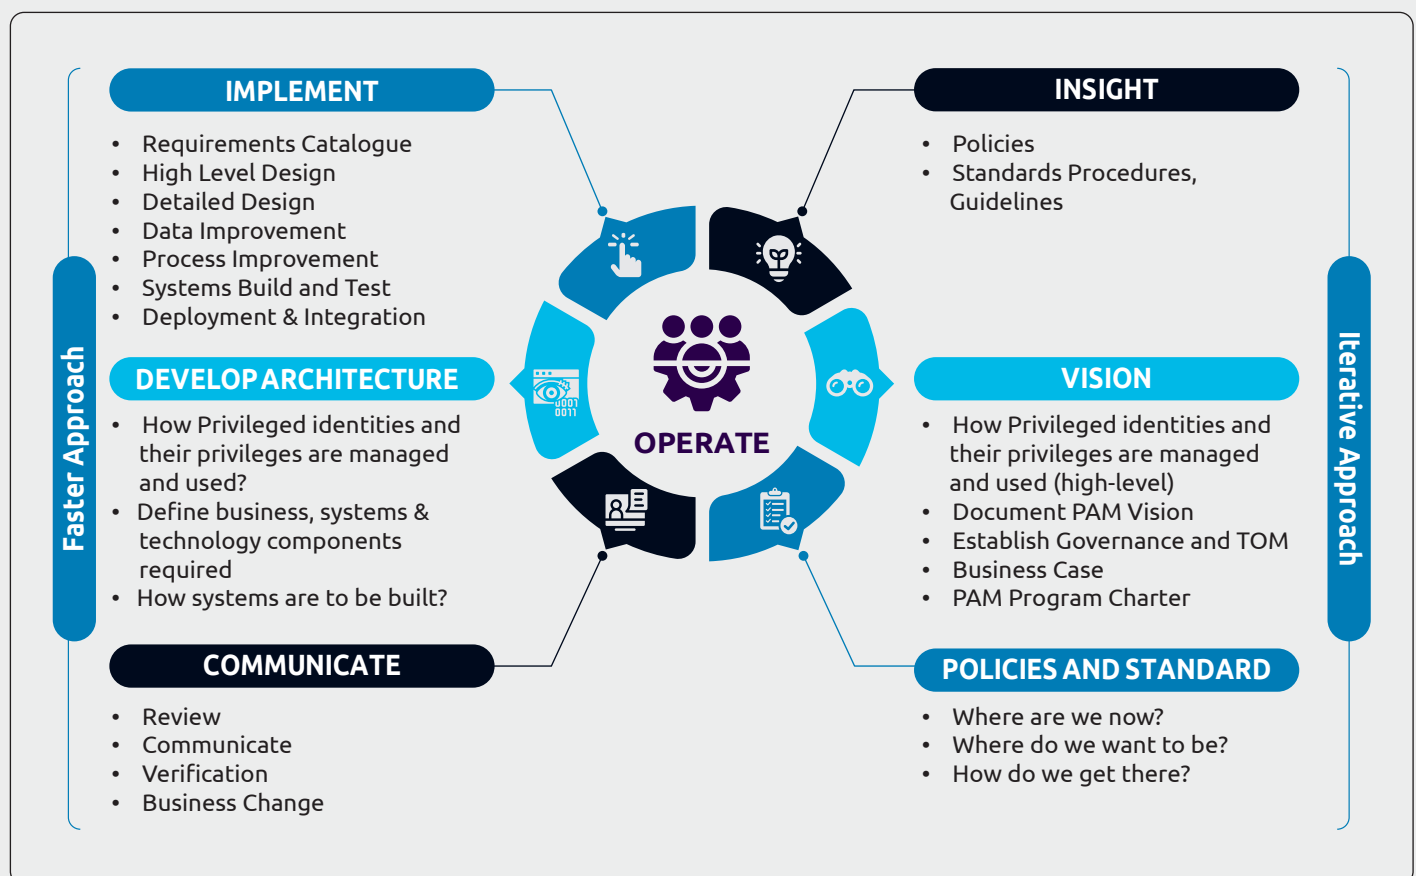 IMPLEMENT
• Requirements Catalogue
• High Level Design
• Detailed Design
• Data Improvement
• Process Improvement
• Systems Build and Test
• Deployment & Integration
Faster Approach
DEVELOP ARCHITECTURE
• How Privileged identities and
their privileges are managed
and used?
• Define business, systems &
technology components
required
• How systems are to be built?
COMMUNICATE
• Review
• Communicate
• Verification
• Business Change
0001
0011
OPERATE
INSIGHT
• Policies
• Standards Procedures,
Guidelines
VISION
• How Privileged identities and
their privileges are managed
and used (high-level)
• Document PAM Vision
• Establish Governance and TOM
• Business Case
• PAM Program Charter
Iterative Approach
POLICIES AND STANDARD
• Where are we now?
• Where do we want to be?
• How do we get there?